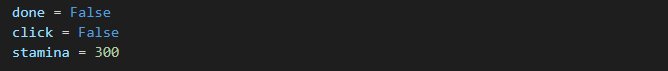 done = False
click = False
stamina = 300